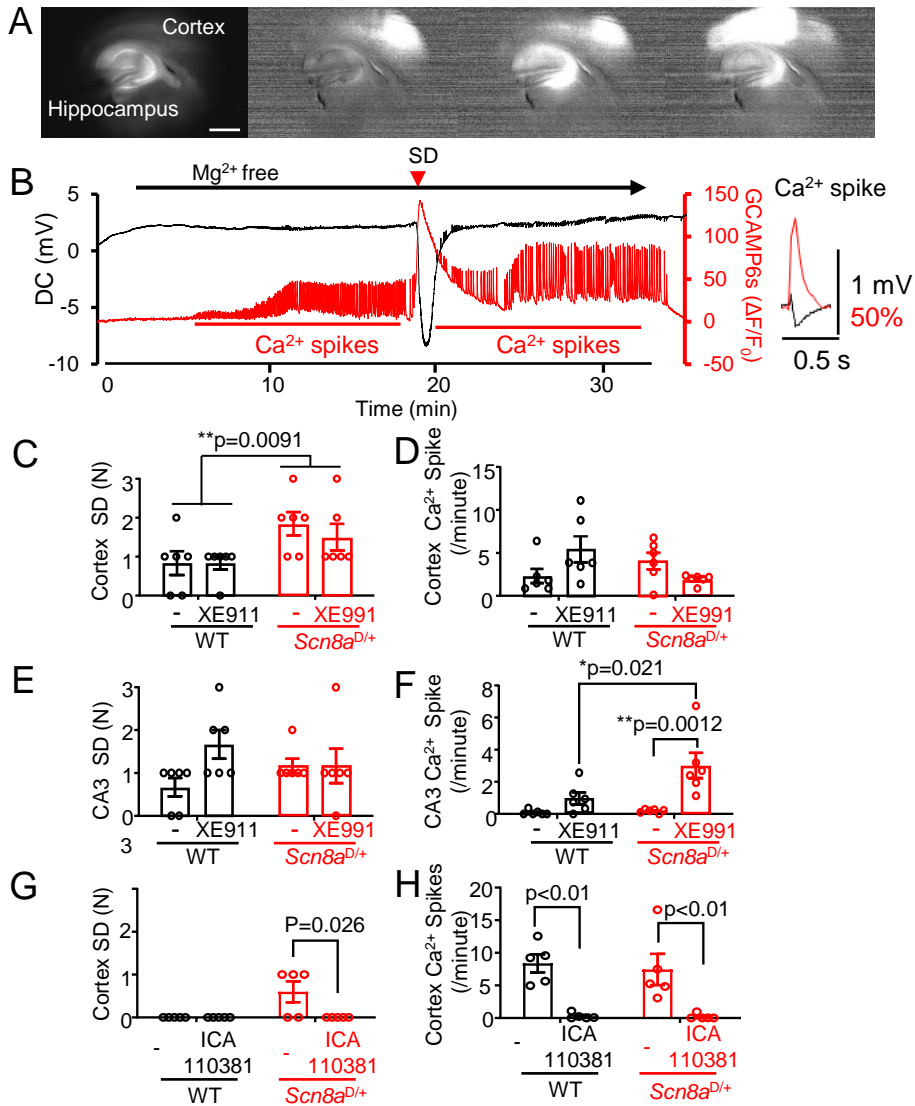 A
Cortex
Hippocampus
B
Mg²⁺ free
SD
5
0
-5
-10
DC (mV)
150
100
50
0
-50
GCAMP6s (ΔF/F₀)
Ca²⁺ spikes
Ca²⁺ spikes
0
10
20
30
Time (min)
Ca²⁺ spike
1 mV
50%
0.5 s
C
**p=0.0091
Cortex SD (N)
3
2
1
0
- XE911
- XE991
WT
Scn8aᴰ/⁺
D
Cortex Ca²⁺ Spike
(/minute)
15
10
5
0
- XE911
- XE991
WT
Scn8aᴰ/⁺
E
CA3 SD (N)
3
2
1
0
- XE911
- XE991
3
WT
Scn8aᴰ/⁺
F
*p=0.021
**p=0.0012
CA3 Ca²⁺ Spike
(/minute)
8
6
4
2
0
- XE911
- XE991
WT
Scn8aᴰ/⁺
G
Cortex SD (N)
3
2
1
0
P=0.026
-
ICA
110381
-
ICA
110381
WT
Scn8aᴰ/⁺
H
Cortex Ca²⁺ Spikes
(/minute)
20
15
10
5
0
p<0.01
p<0.01
-
ICA
110381
-
ICA
110381
WT
Scn8aᴰ/⁺